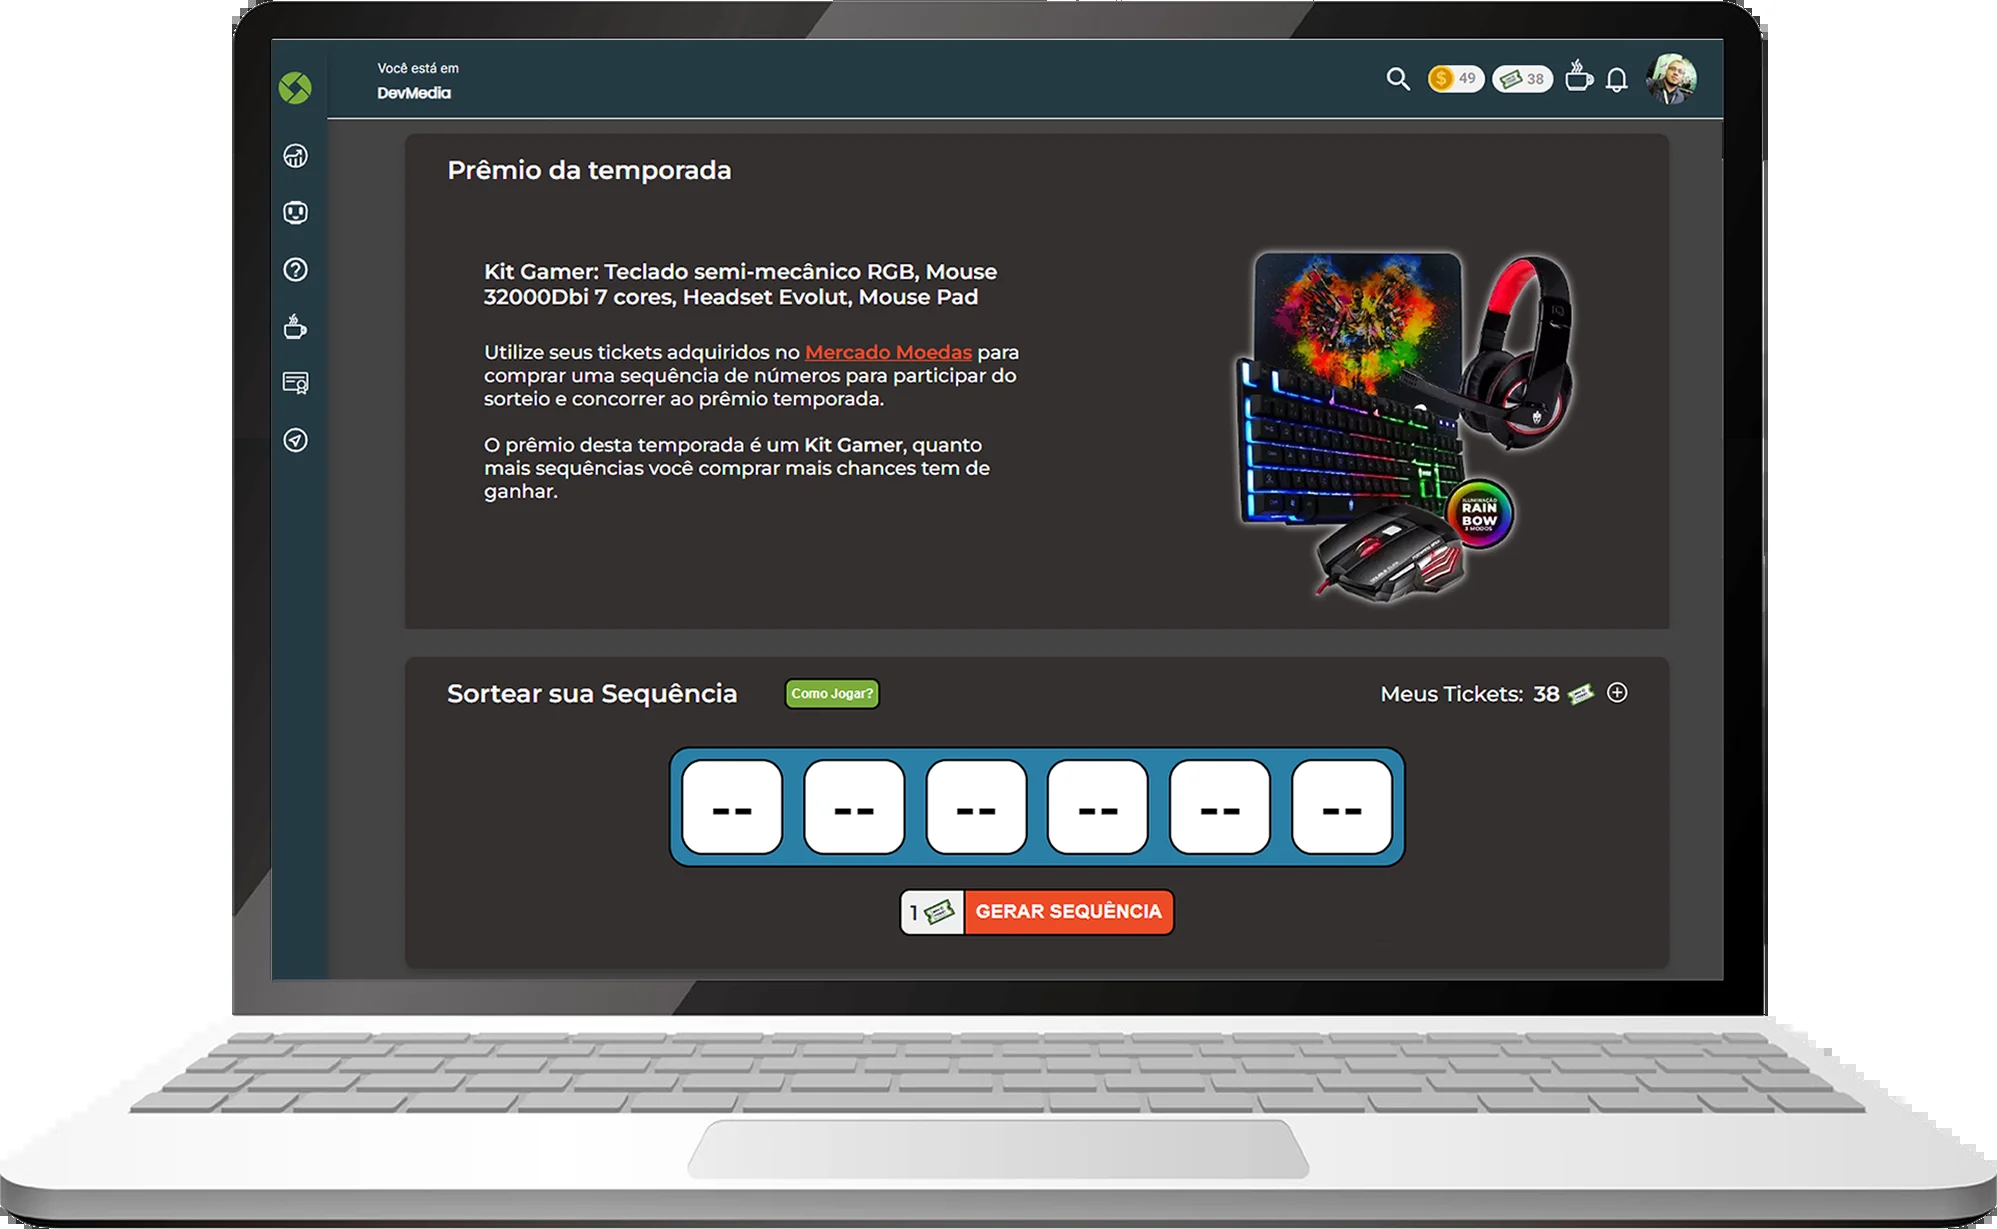 Você está em
DevMedia
49
38
Prêmio da temporada
Kit Gamer: Teclado semi-mecânico RGB, Mouse
32000Dbi 7 cores, Headset Evolut, Mouse Pad
Utilize seus tickets adquiridos no Mercado Moedas para
comprar uma sequência de números para participar do
sorteio e concorrer ao prêmio temporada.
O prêmio desta temporada é um Kit Gamer, quanto
mais sequências você comprar mais chances tem de
ganhar.
ILUMINAÇÃO
RAIN
BOW
3 MODOS
Sortear sua Sequência
Como Jogar?
Meus Tickets: 38
-- -- -- -- -- --
1 GERAR SEQUÊNCIA